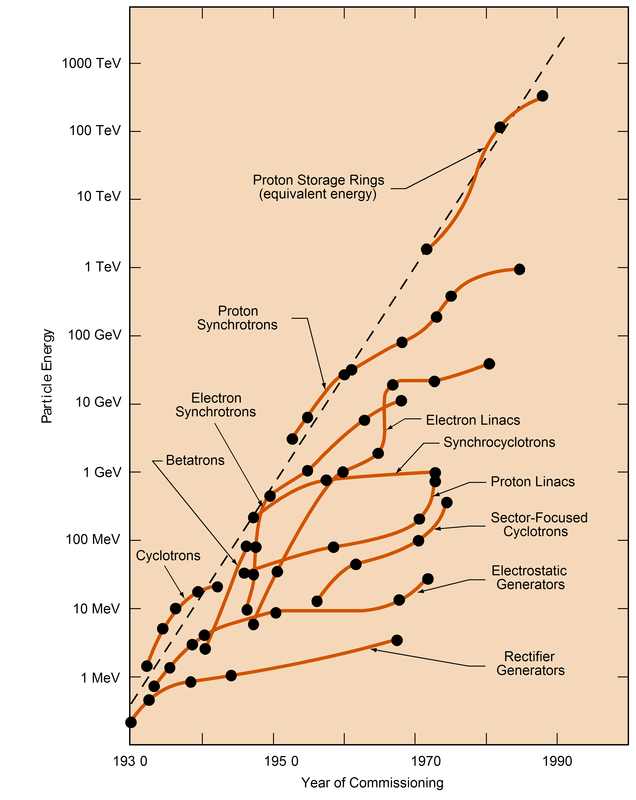 1000 TeV
100 TeV
10 TeV
1 TeV
100 GeV
10 GeV
1 GeV
100 MeV
10 MeV
1 MeV
Particle Energy
Proton Storage Rings
(equivalent energy)
Proton
Synchrotrons
Electron
Synchrotrons
Betatrons
Cyclotrons
Electron Linacs
Synchrocyclotrons
Proton Linacs
Sector-Focused
Cyclotrons
Electrostatic
Generators
Rectifier
Generators
193 0
195 0
1970
1990
Year of Commissioning